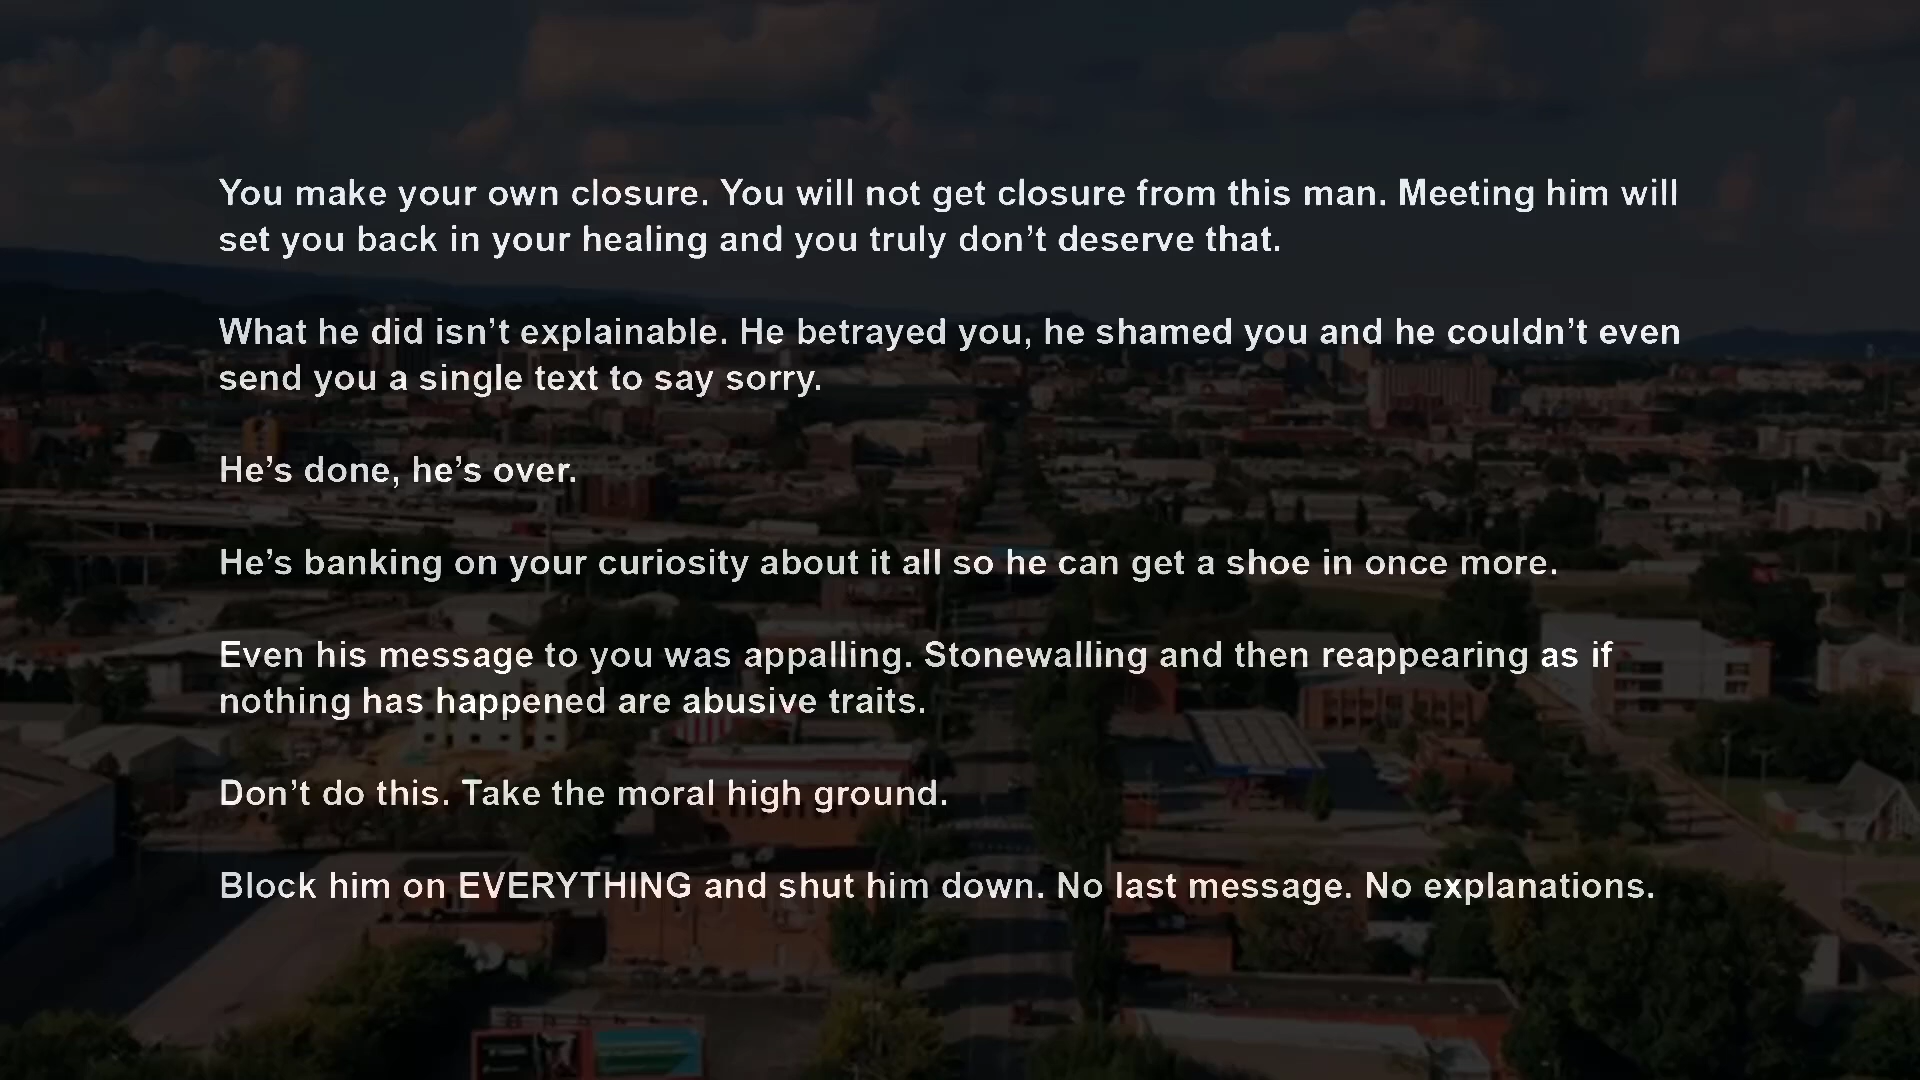 You make your own closure. You will not get closure from this man. Meeting him will
set you back in your healing and you truly don’t deserve that.
What he did isn’t explainable. He betrayed you, he shamed you and he couldn’t even
send you a single text to say sorry.
He’s done, he’s over.
He’s banking on your curiosity about it all so he can get a shoe in once more.
Even his message to you was appalling. Stonewalling and then reappearing as if
nothing has happened are abusive traits.
Don’t do this. Take the moral high ground.
Block him on EVERYTHING and shut him down. No last message. No explanations.